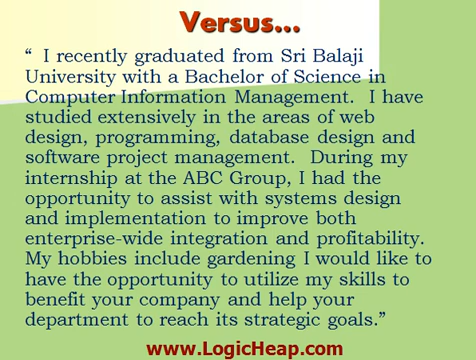 Versus...
“ I recently graduated from Sri Balaji
University with a Bachelor of Science in
Computer Information Management. I have
studied extensively in the areas of web
design, programming, database design and
software project management. During my
internship at the ABC Group, I had the
opportunity to assist with systems design
and implementation to improve both
enterprise-wide integration and profitability.
My hobbies include gardening I would like to
have the opportunity to utilize my skills to
benefit your company and help your
department to reach its strategic goals.”
www.LogicHeap.com